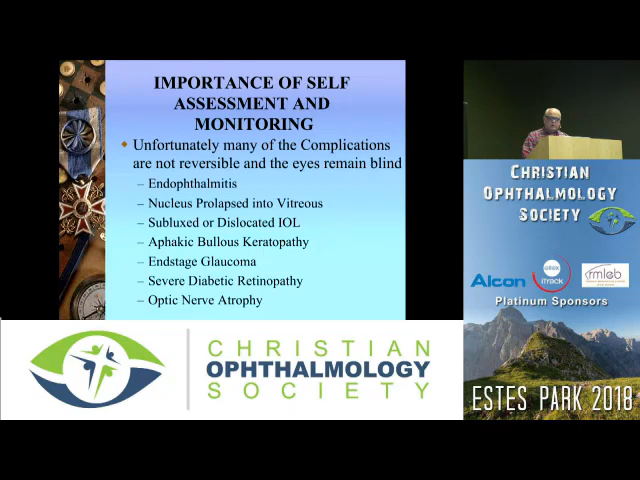 IMPORTANCE OF SELF
ASSESSMENT AND
MONITORING
Unfortunately many of the Complications
are not reversible and the eyes remain blind
– Endophthalmitis
– Nucleus Prolapsed into Vitreous
– Subluxed or Dislocated IOL
– Aphakic Bullous Keratopathy
– Endstage Glaucoma
– Severe Diabetic Retinopathy
– Optic Nerve Atrophy
CHRISTIAN
OPHTHALMOLOGY
SOCIETY
CHRISTIAN
OPHTHALMOLOGY
SOCIETY
Alcon
iTRACK
rmleb
Platinum Sponsors
ESTES PARK 2018